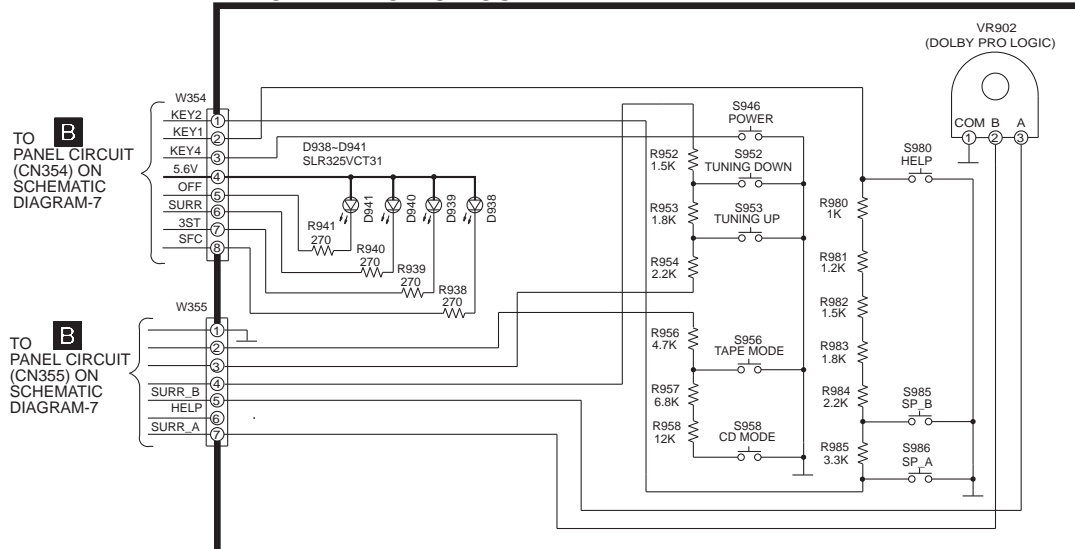 VR902
(DOLBY PRO LOGIC)
COM B A
1 2 3
TO B
PANEL CIRCUIT
(CN354) ON
SCHEMATIC
DIAGRAM-7
W354
KEY2 1
KEY1 2
KEY4 3
5.6V 4
OFF 5
SURR 6
3ST 7
SFC 8
D938~D941
SLR325VCT31
D941
D940
D939
D938
R941
270
R940
270
R939
270
R938
270
TO B
PANEL CIRCUIT
(CN355) ON
SCHEMATIC
DIAGRAM-7
W355
1
2
3
4
SURR_B 5
HELP 6
SURR_A 7
R952
1.5K
R953
1.8K
R954
2.2K
R956
4.7K
R957
6.8K
R958
12K
S946
POWER
S952
TUNING DOWN
S953
TUNING UP
S956
TAPE MODE
S958
CD MODE
R980
1K
R981
1.2K
R982
1.5K
R983
1.8K
R984
2.2K
R985
3.3K
S980
HELP
S985
SP_B
S986
SP_A